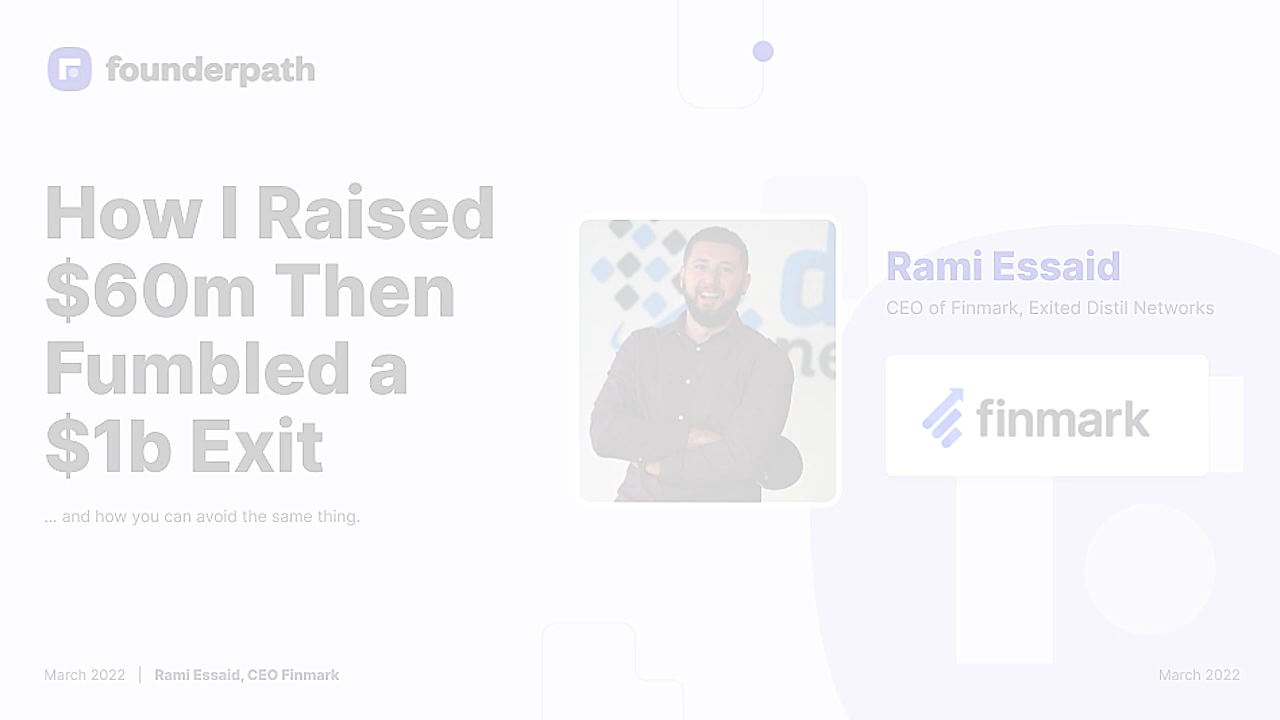 founderpath
How I Raised
$60m Then
Fumbled a
$1b Exit
... and how you can avoid the same thing.
Rami Essaid
CEO of Finmark, Exited Distil Networks
finmark
d
ne
March 2022 | Rami Essaid, CEO Finmark
March 2022